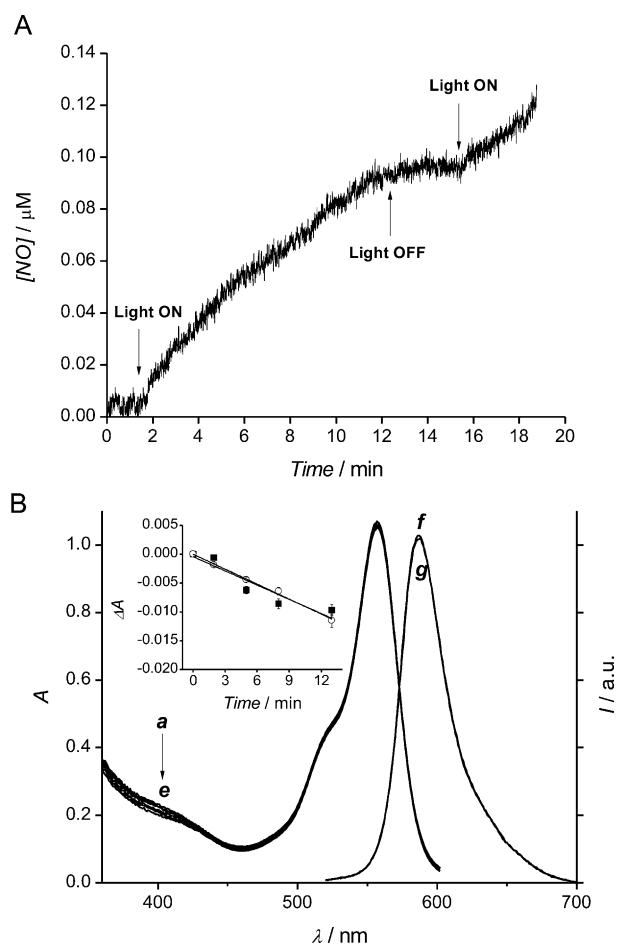 A
0.14
0.12
0.10
0.08
0.06
0.04
0.02
0.00
[NO] / μM
Light ON
Light OFF
Light ON
0 2 4 6 8 10 12 14 16 18 20
Time / min
B
1.0
0.8
0.6
0.4
0.2
0.0
A
0.005
0.000
-0.005
-0.010
-0.015
-0.020
ΔA
0 3 6 9 12
Time / min
a
e
f
g
I / a.u.
400 500 600 700
λ / nm